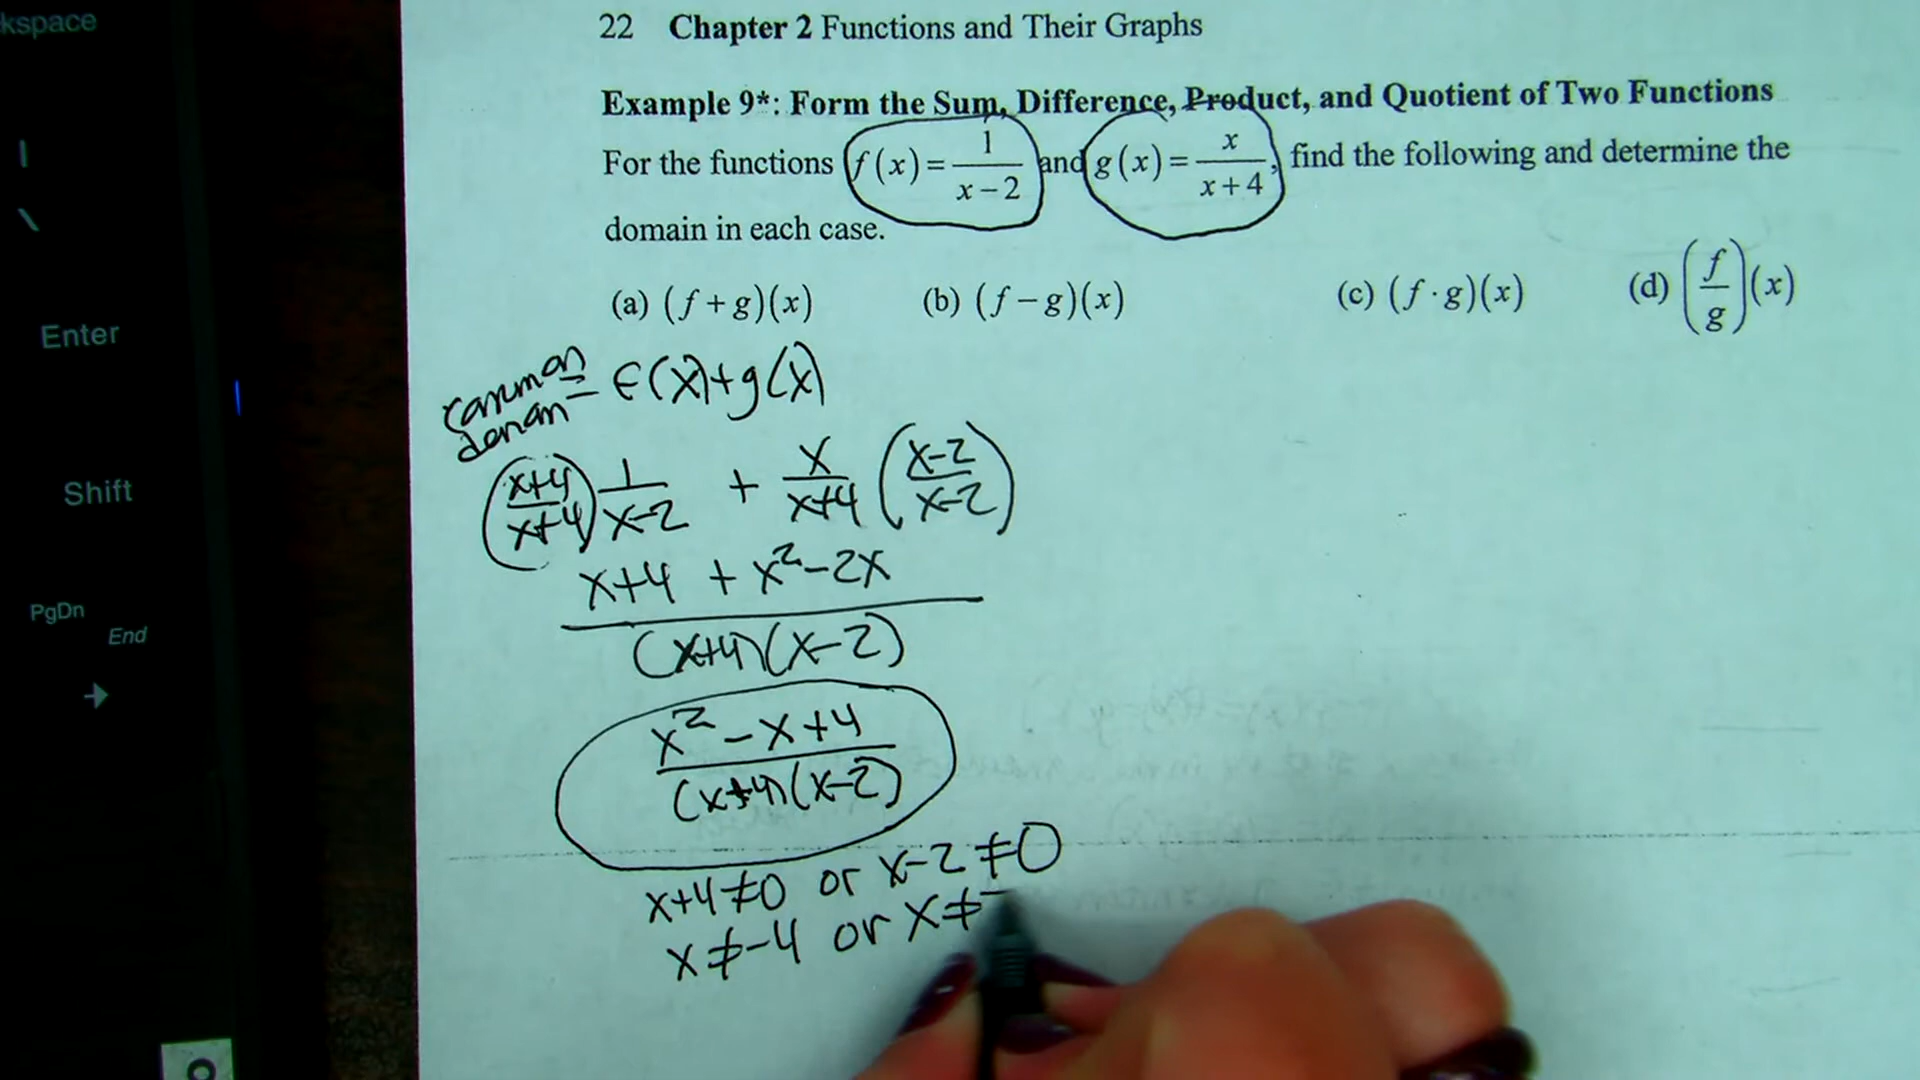 kspace
|
\
Enter
Shift
PgDn
End
→
22 Chapter 2 Functions and Their Graphs
Example 9*: Form the Sum, Difference, Product, and Quotient of Two Functions
For the functions f(x) = 1/(x−2) and g(x) = x/(x+4), find the following and determine the
domain in each case.
(a) (f+g)(x) (b) (f−g)(x) (c) (f·g)(x) (d) (f/g)(x)
common
denom
= f(x)+g(x)
((x+4)/(x+4)) 1/(x-2) + x/(x+4) ((x-2)/(x-2))
x+4 + x²-2x
(x+4)(x-2)
x²-x+4
(x+4)(x-2)
x+4≠0 or x-2≠0
x≠-4 or x≠